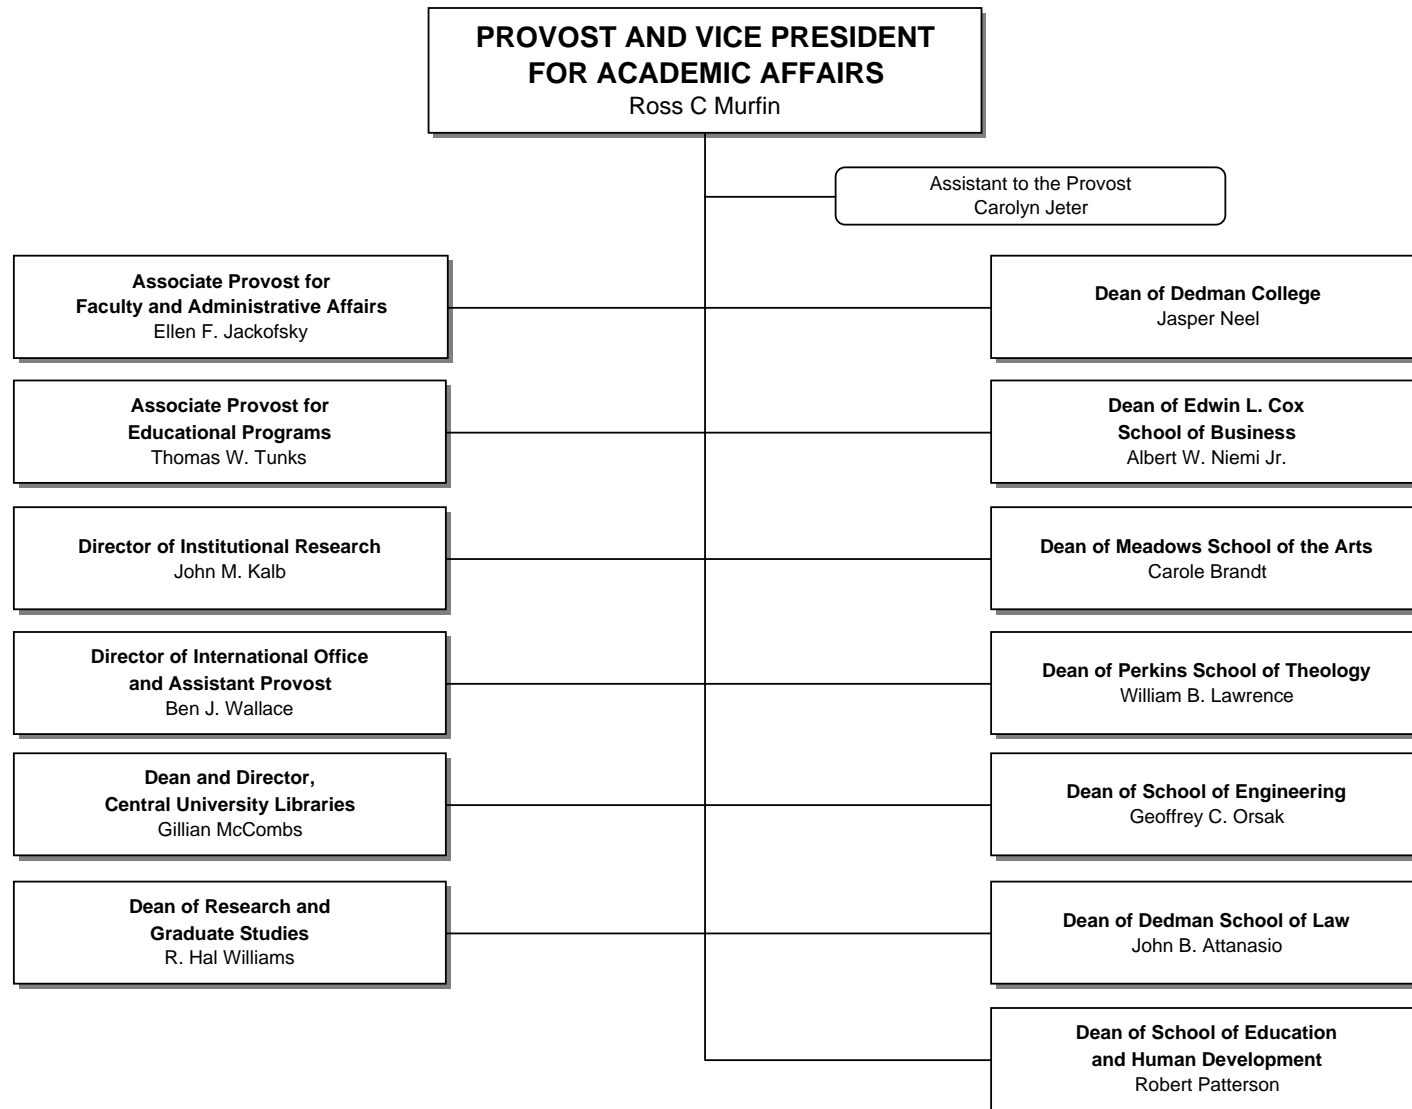 PROVOST AND VICE PRESIDENT
FOR ACADEMIC AFFAIRS
Ross C Murfin
Assistant to the Provost
Carolyn Jeter
Associate Provost for
Faculty and Administrative Affairs
Ellen F. Jackofsky
Dean of Dedman College
Jasper Neel
Associate Provost for
Educational Programs
Thomas W. Tunks
Dean of Edwin L. Cox
School of Business
Albert W. Niemi Jr.
Director of Institutional Research
John M. Kalb
Dean of Meadows School of the Arts
Carole Brandt
Director of International Office
and Assistant Provost
Ben J. Wallace
Dean of Perkins School of Theology
William B. Lawrence
Dean and Director,
Central University Libraries
Gillian McCombs
Dean of School of Engineering
Geoffrey C. Orsak
Dean of Research and
Graduate Studies
R. Hal Williams
Dean of Dedman School of Law
John B. Attanasio
Dean of School of Education
and Human Development
Robert Patterson